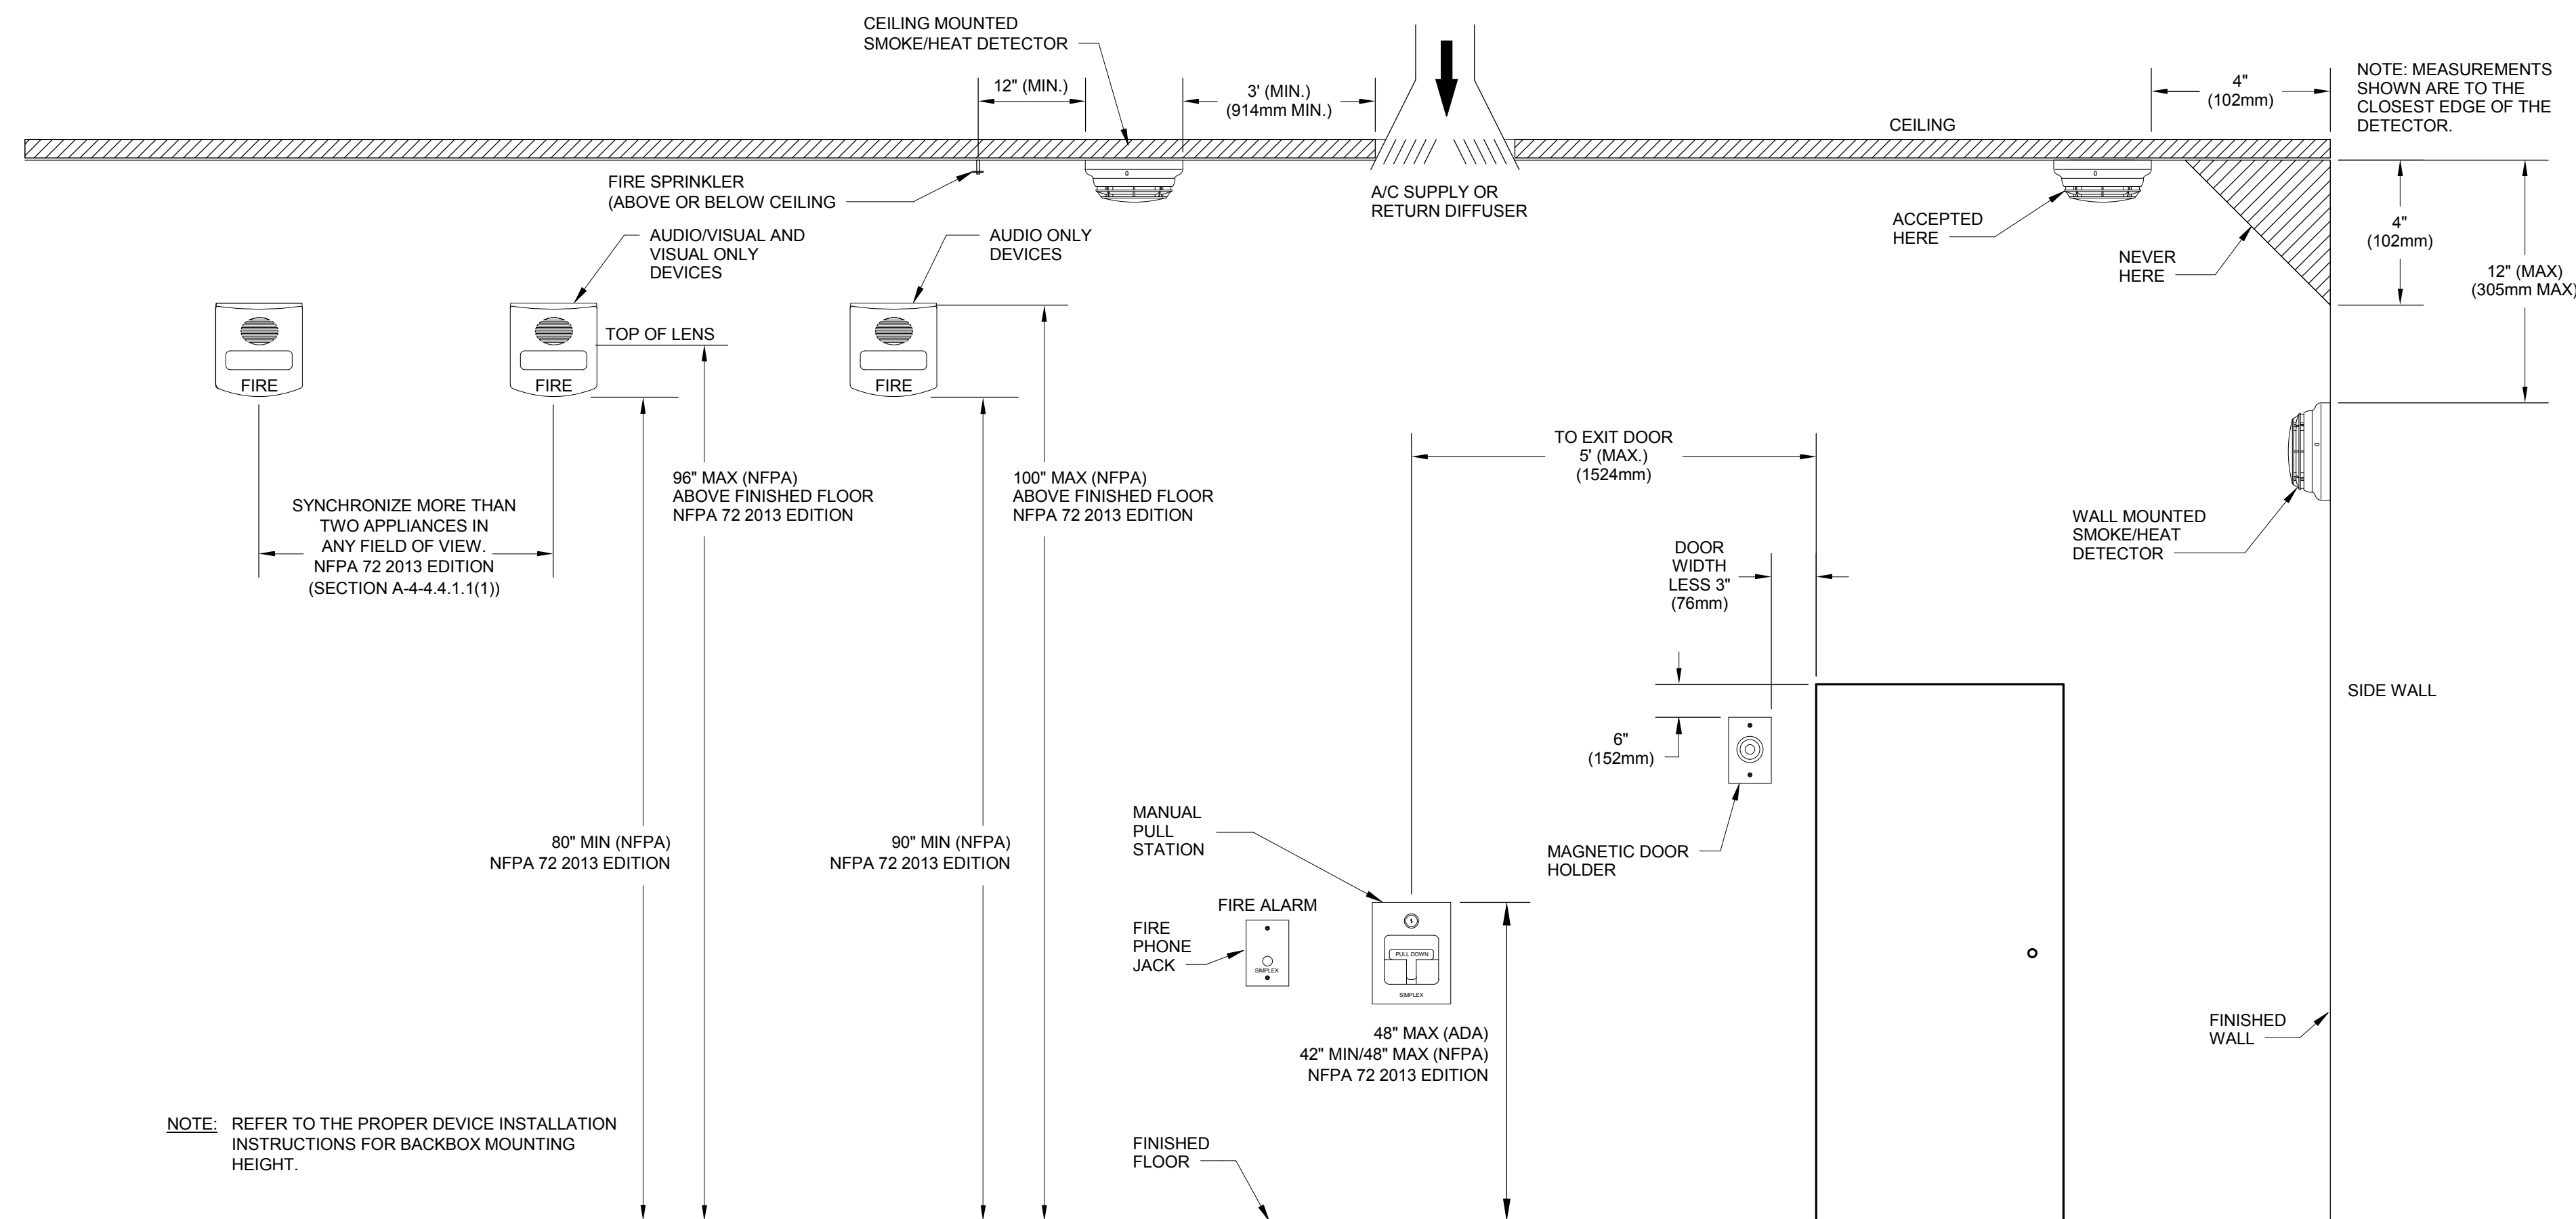 CEILING MOUNTED
SMOKE/HEAT DETECTOR
12" (MIN.)
3' (MIN.)
(914mm MIN.)
4"
(102mm)
NOTE: MEASUREMENTS
SHOWN ARE TO THE
CLOSEST EDGE OF THE
DETECTOR.
CEILING
FIRE SPRINKLER
(ABOVE OR BELOW CEILING
A/C SUPPLY OR
RETURN DIFFUSER
ACCEPTED
HERE
NEVER
HERE
4"
(102mm)
12" (MAX)
(305mm MAX)
AUDIO/VISUAL AND
VISUAL ONLY
DEVICES
AUDIO ONLY
DEVICES
TOP OF LENS
FIRE
FIRE
FIRE
SYNCHRONIZE MORE THAN
TWO APPLIANCES IN
ANY FIELD OF VIEW.
NFPA 72 2013 EDITION
(SECTION A-4-4.4.1.1(1))
96" MAX (NFPA)
ABOVE FINISHED FLOOR
NFPA 72 2013 EDITION
100" MAX (NFPA)
ABOVE FINISHED FLOOR
NFPA 72 2013 EDITION
TO EXIT DOOR
5' (MAX.)
(1524mm)
DOOR
WIDTH
LESS 3"
(76mm)
WALL MOUNTED
SMOKE/HEAT
DETECTOR
SIDE WALL
6"
(152mm)
80" MIN (NFPA)
NFPA 72 2013 EDITION
90" MIN (NFPA)
NFPA 72 2013 EDITION
MANUAL
PULL
STATION
MAGNETIC DOOR
HOLDER
FIRE ALARM
FIRE
PHONE
JACK
SIMPLEX
PULL DOWN
SIMPLEX
48" MAX (ADA)
42" MIN/48" MAX (NFPA)
NFPA 72 2013 EDITION
FINISHED
WALL
NOTE: REFER TO THE PROPER DEVICE INSTALLATION
INSTRUCTIONS FOR BACKBOX MOUNTING
HEIGHT.
FINISHED
FLOOR